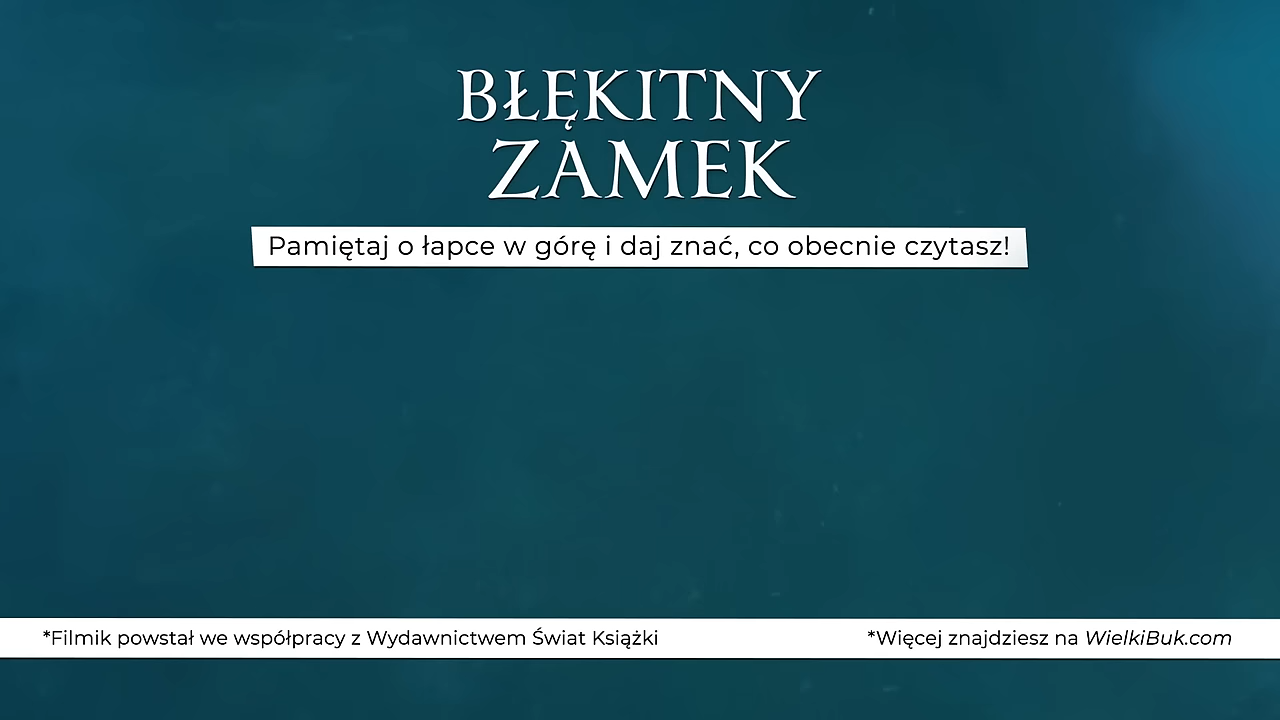 BŁĘKITNY
ZAMEK
Pamiętaj o łapce w górę i daj znać, co obecnie czytasz!
*Filmik powstał we współpracy z Wydawnictwem Świat Książki
*Więcej znajdziesz na WielkiBuk.com